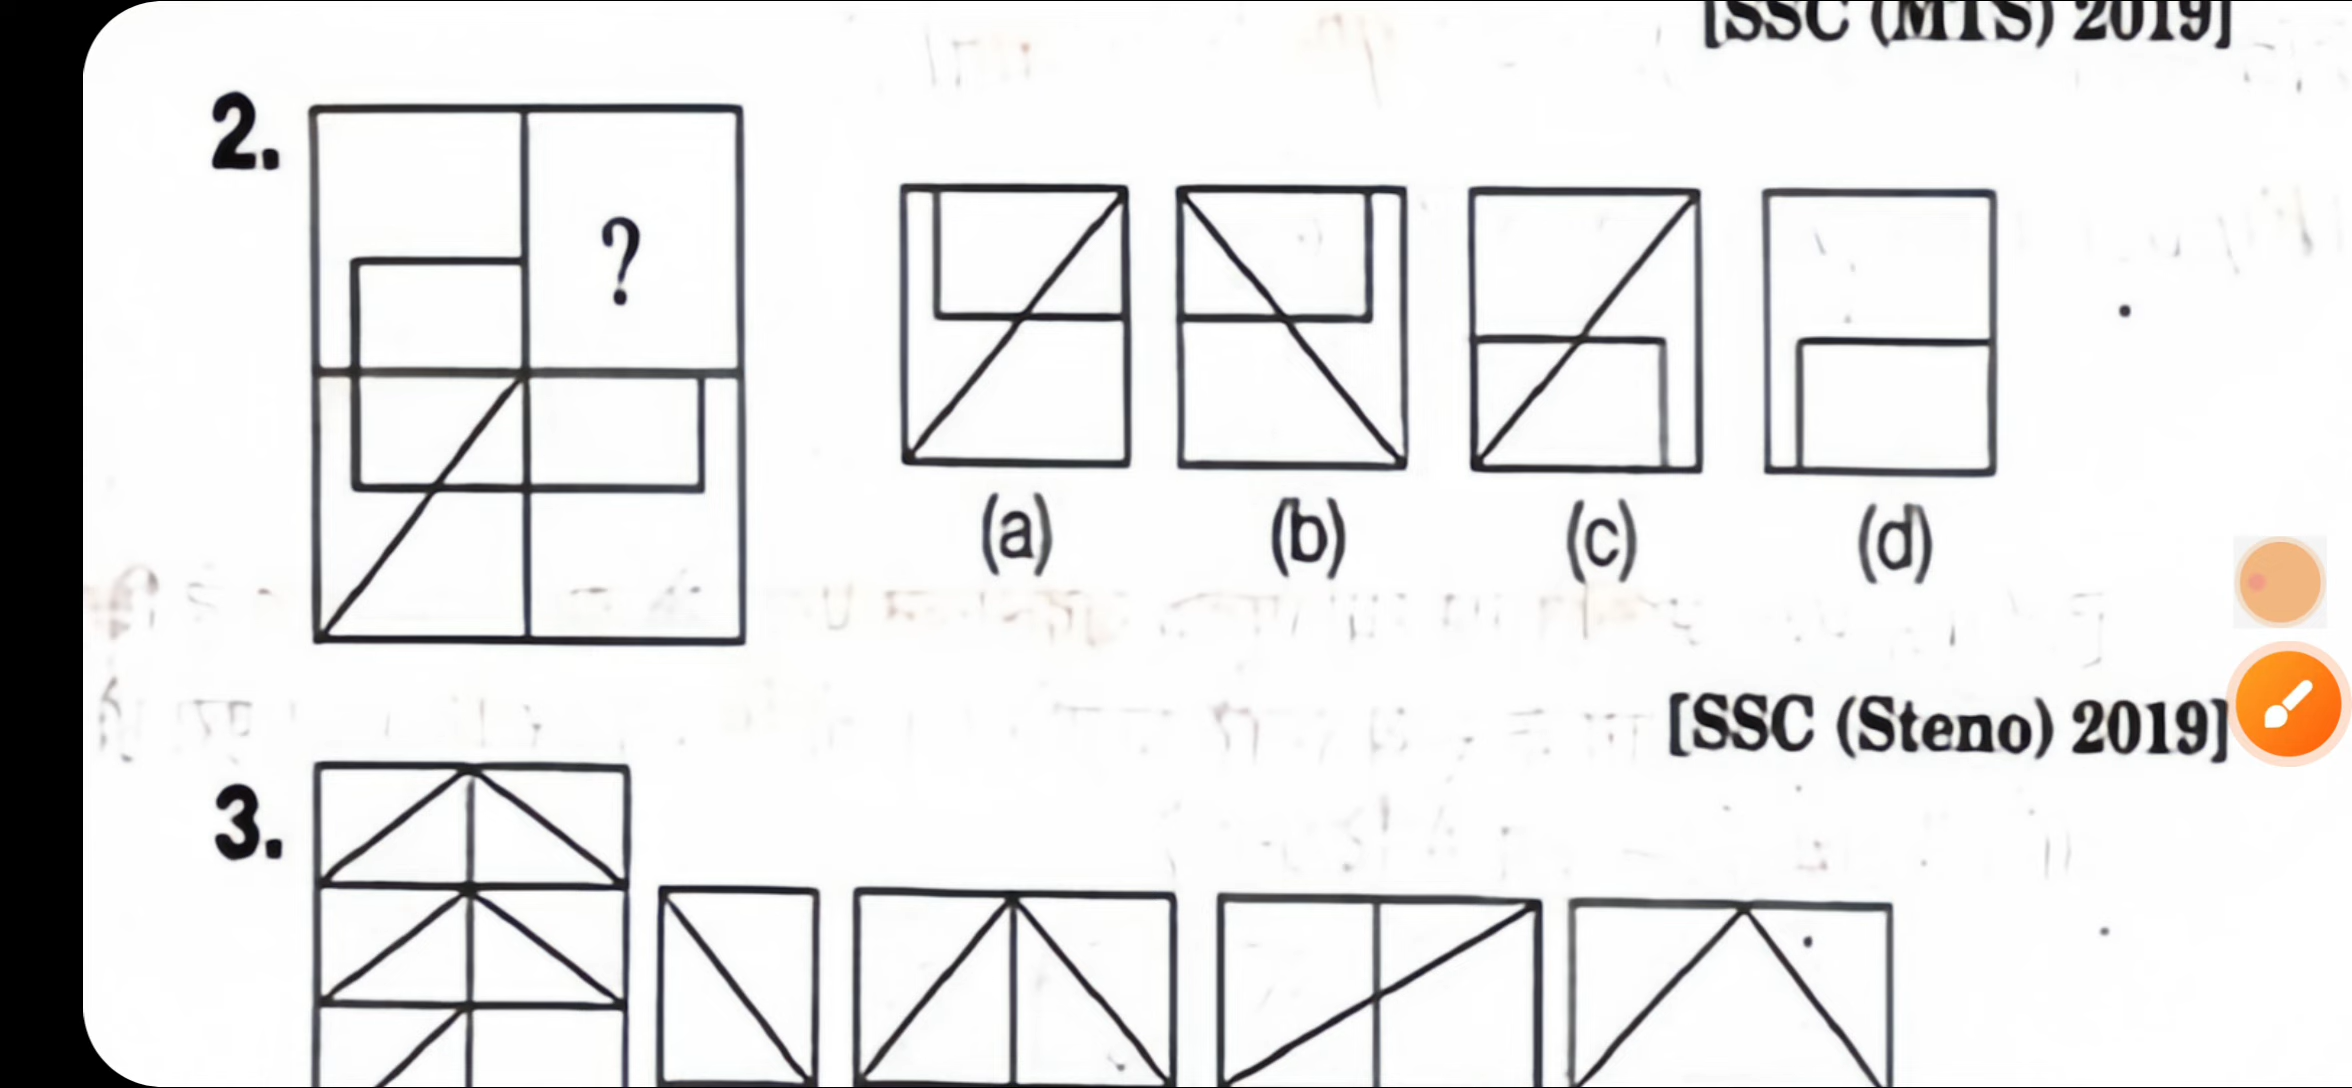 [SSC (MTS) 2019]
2.
?
(a) (b) (c) (d)
[SSC (Steno) 2019]
3.